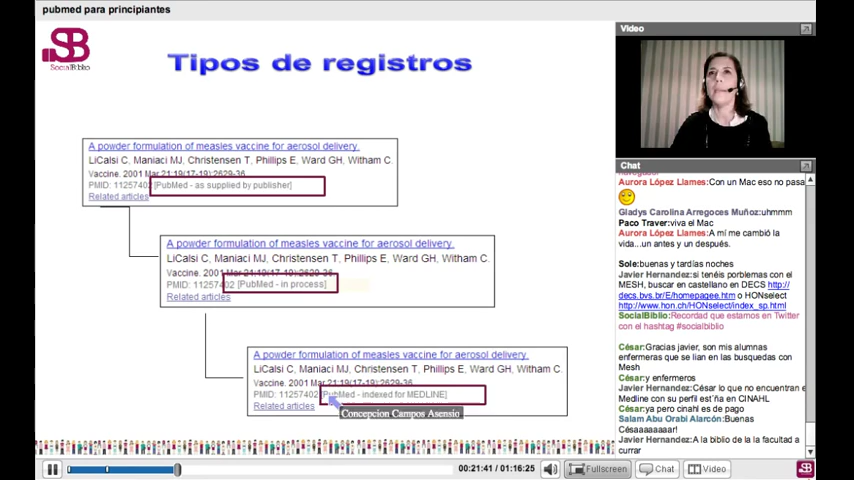 pubmed para principiantes
SB
SocialBiblio
Tipos de registros
A powder formulation of measles vaccine for aerosol delivery.
LiCalsi C, Maniaci MJ, Christensen T, Phillips E, Ward GH, Witham C.
Vaccine. 2001 Mar 21;19(17-19):2629-36.
PMID: 11257402 [PubMed - as supplied by publisher]
Related articles
A powder formulation of measles vaccine for aerosol delivery.
LiCalsi C, Maniaci MJ, Christensen T, Phillips E, Ward GH, Witham C.
Vaccine. 2001 Mar 21;19(17-19):2629-36.
PMID: 11257402 [PubMed - in process]
Related articles
A powder formulation of measles vaccine for aerosol delivery.
LiCalsi C, Maniaci MJ, Christensen T, Phillips E, Ward GH, Witham C.
Vaccine. 2001 Mar 21;19(17-19):2629-36.
PMID: 11257402 [PubMed - indexed for MEDLINE]
Related articles
Concepcion Campos Asensio
Video
Chat
Aurora López Llames:Con un Mac eso no pasa
Gladys Carolina Arregoces Muñoz:uhmmm
Paco Traver:viva el Mac
Aurora López Llames:A mí me cambió la
vida...un antes y un después.
Sole:buenas y tardías noches
Javier Hernandez:si tenéis porblemas con el
MESH, buscar en castellano en DECS http://
decs.bvs.br/E/homepagee.htm o HONselect
http://www.hon.ch/HONselect/index_sp.html
SocialBiblio:Recordad que estamos en Twitter
con el hashtag #socialbiblio
César:Gracias javier, son mis alumnas
enfermeras que se lian en las busquedas con
Mesh
César:y enfermeros
Javier Hernandez:César lo que no encuentren en
Medline con su perfil est´ña en CINAHL
César:ya pero cinahl es de pago
Salam Abu Orabi Alarcón:Buenas
Césaaaaaaar!
Javier Hernandez:A la biblio de la facultad a
currar
00:21:41 / 01:16:25
Fullscreen
Chat
Video
SB